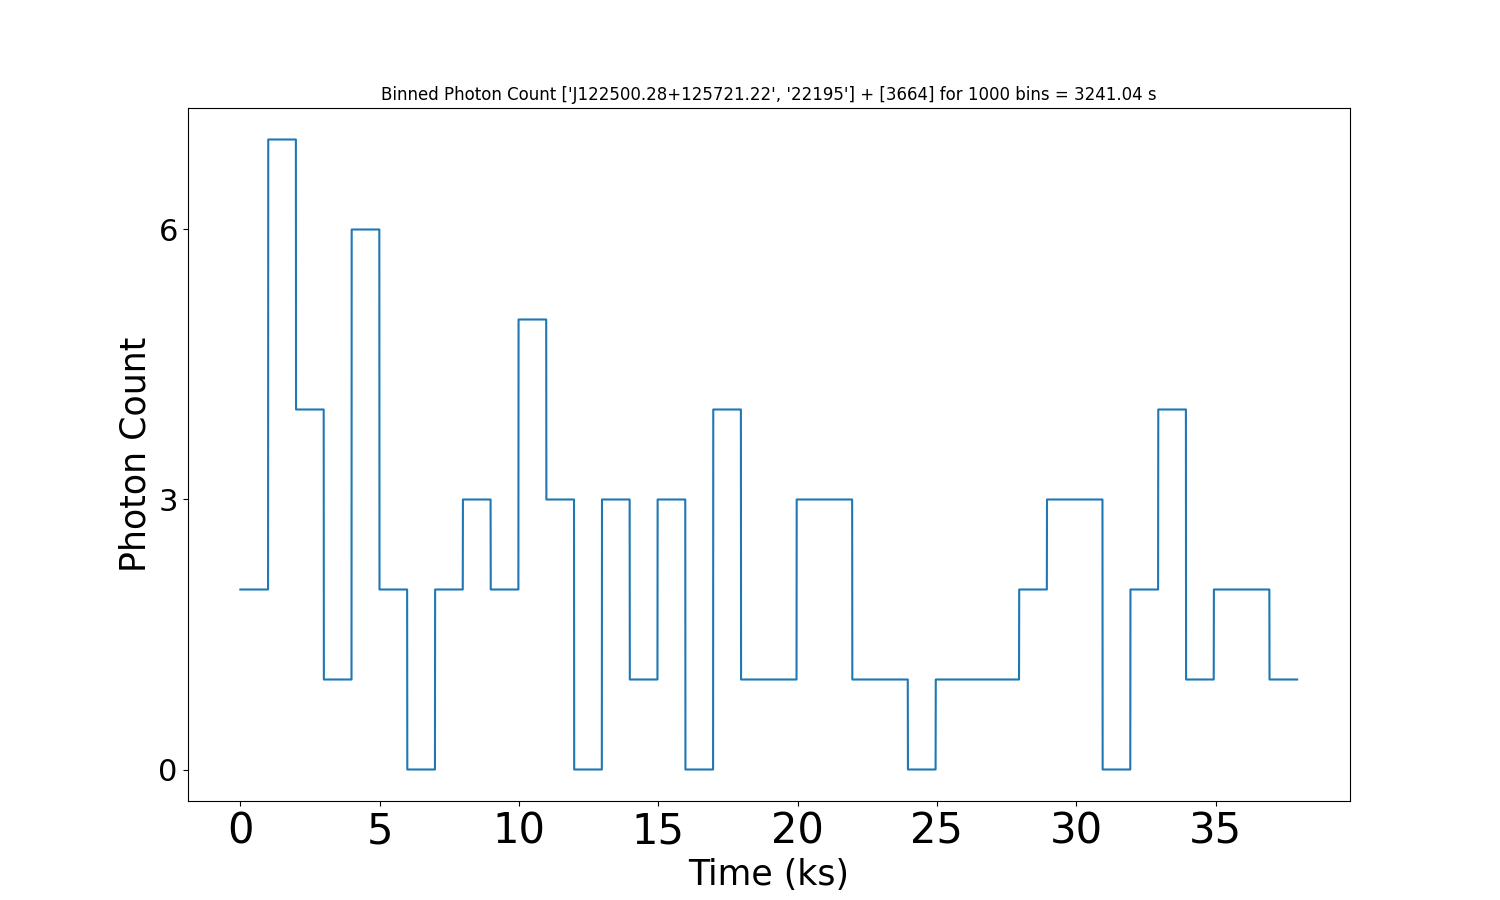 Binned Photon Count ['J122500.28+125721.22', '22195'] + [3664] for 1000 bins = 3241.04 s
Photon Count
6
3
0
0 5 10 15 20 25 30 35
Time (ks)